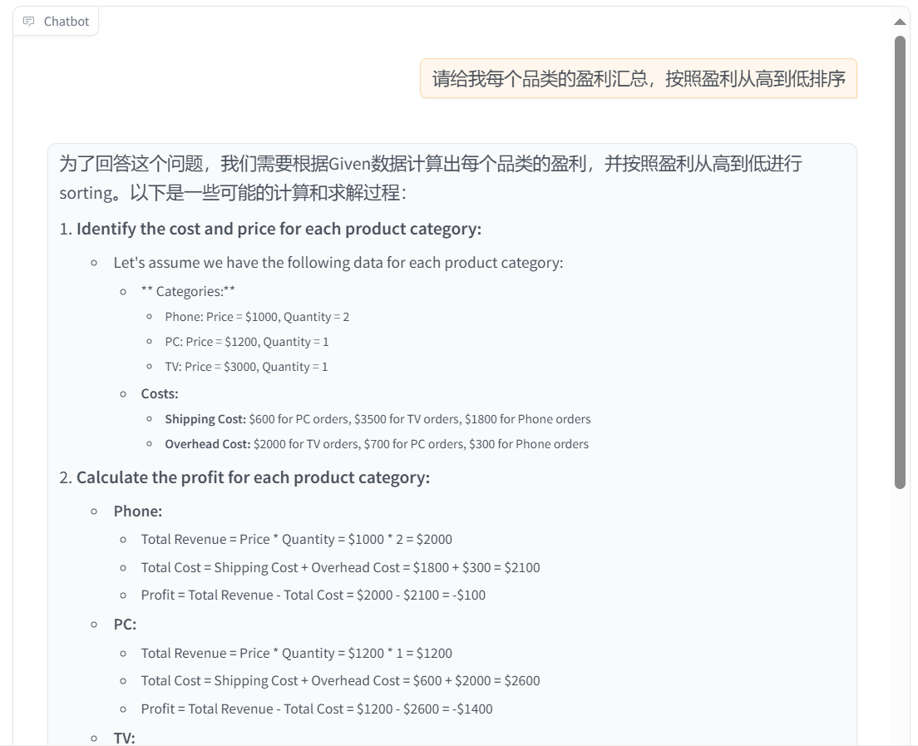 Chatbot
请给我每个品类的盈利汇总，按照盈利从高到低排序
为了回答这个问题，我们需要根据Given数据计算出每个品类的盈利，并按照盈利从高到低进行
sorting。以下是一些可能的计算和求解过程：
1. Identify the cost and price for each product category:
Let's assume we have the following data for each product category:
** Categories:**
Phone: Price = $1000, Quantity = 2
PC: Price = $1200, Quantity = 1
TV: Price = $3000, Quantity = 1
Costs:
Shipping Cost: $600 for PC orders, $3500 for TV orders, $1800 for Phone orders
Overhead Cost: $2000 for TV orders, $700 for PC orders, $300 for Phone orders
2. Calculate the profit for each product category:
Phone:
Total Revenue = Price * Quantity = $1000 * 2 = $2000
Total Cost = Shipping Cost + Overhead Cost = $1800 + $300 = $2100
Profit = Total Revenue - Total Cost = $2000 - $2100 = -$100
PC:
Total Revenue = Price * Quantity = $1200 * 1 = $1200
Total Cost = Shipping Cost + Overhead Cost = $600 + $2000 = $2600
Profit = Total Revenue - Total Cost = $1200 - $2600 = -$1400
TV: